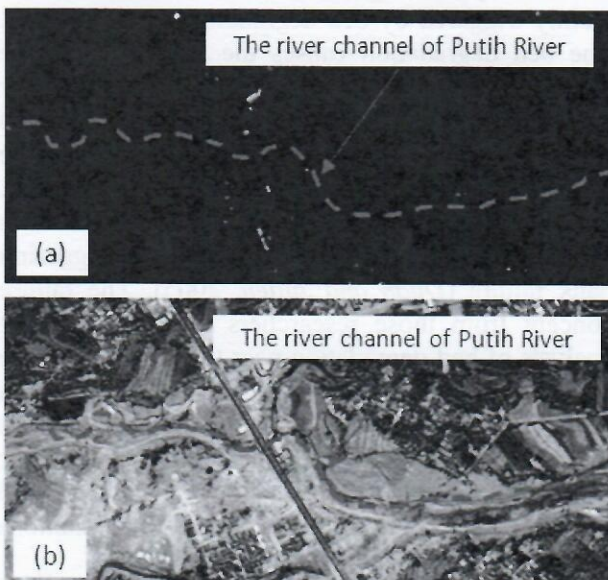 The river channel of Putih River
(a)
The river channel of Putih River
(b)